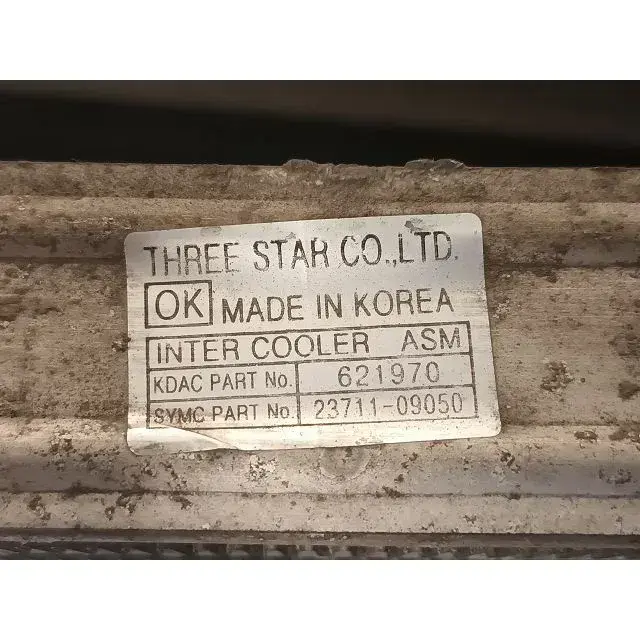 THREE STAR CO.,LTD.
OK MADE IN KOREA
INTER COOLER ASM
KDAC PART No. 621970
SYMC PART No. 23711-09050